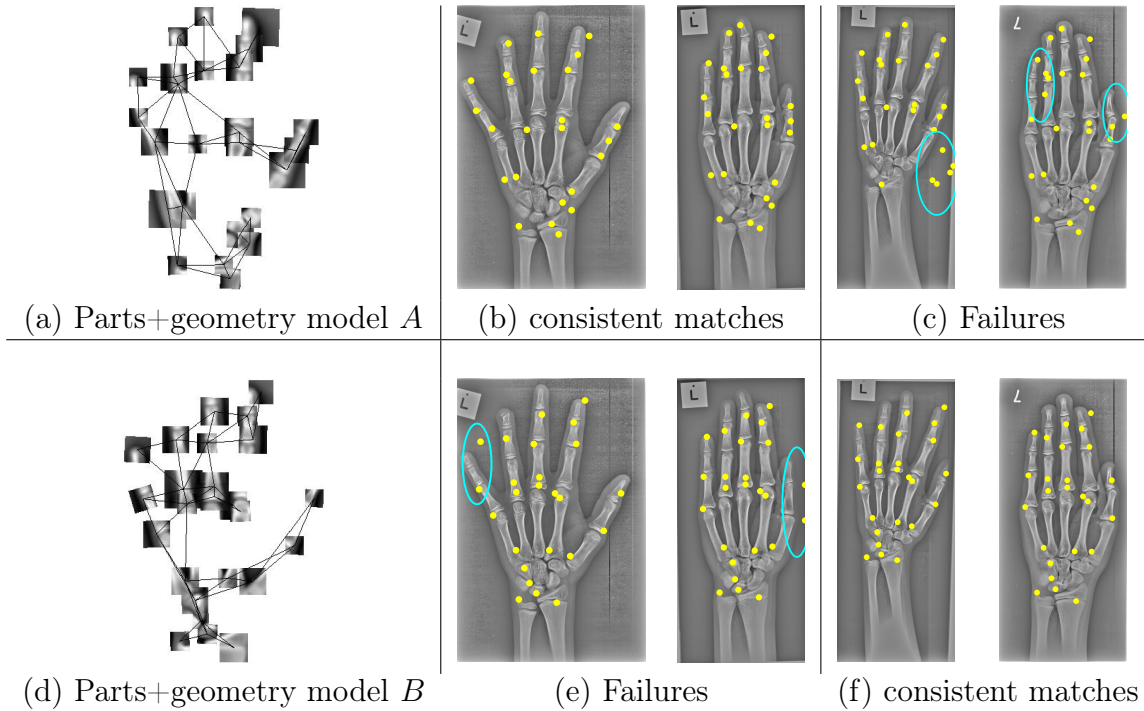 L
L
L
L
(a) Parts+geometry model A
(b) consistent matches
(c) Failures
L
L
L
L
(d) Parts+geometry model B
(e) Failures
(f) consistent matches